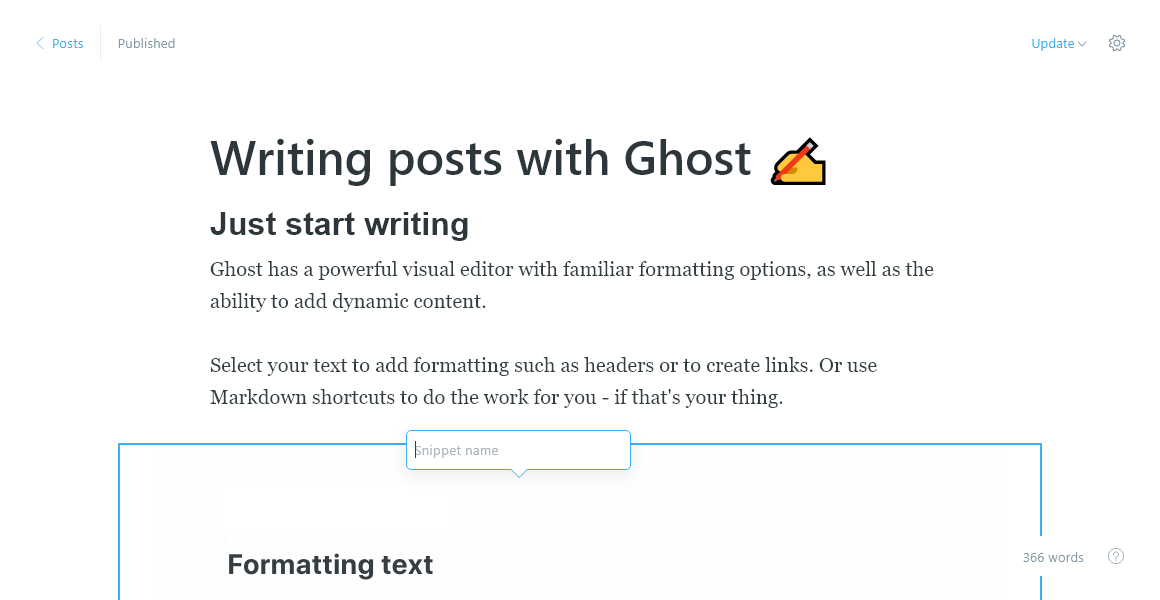 Posts
Published
Update
Writing posts with Ghost ✍️
Just start writing
Ghost has a powerful visual editor with familiar formatting options, as well as the
ability to add dynamic content.
Select your text to add formatting such as headers or to create links. Or use
Markdown shortcuts to do the work for you - if that's your thing.
Snippet name
Formatting text
366 words
?